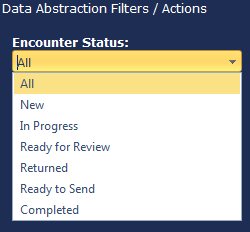 Data Abstraction Filters / Actions
Encounter Status:
All
All
New
In Progress
Ready for Review
Returned
Ready to Send
Completed